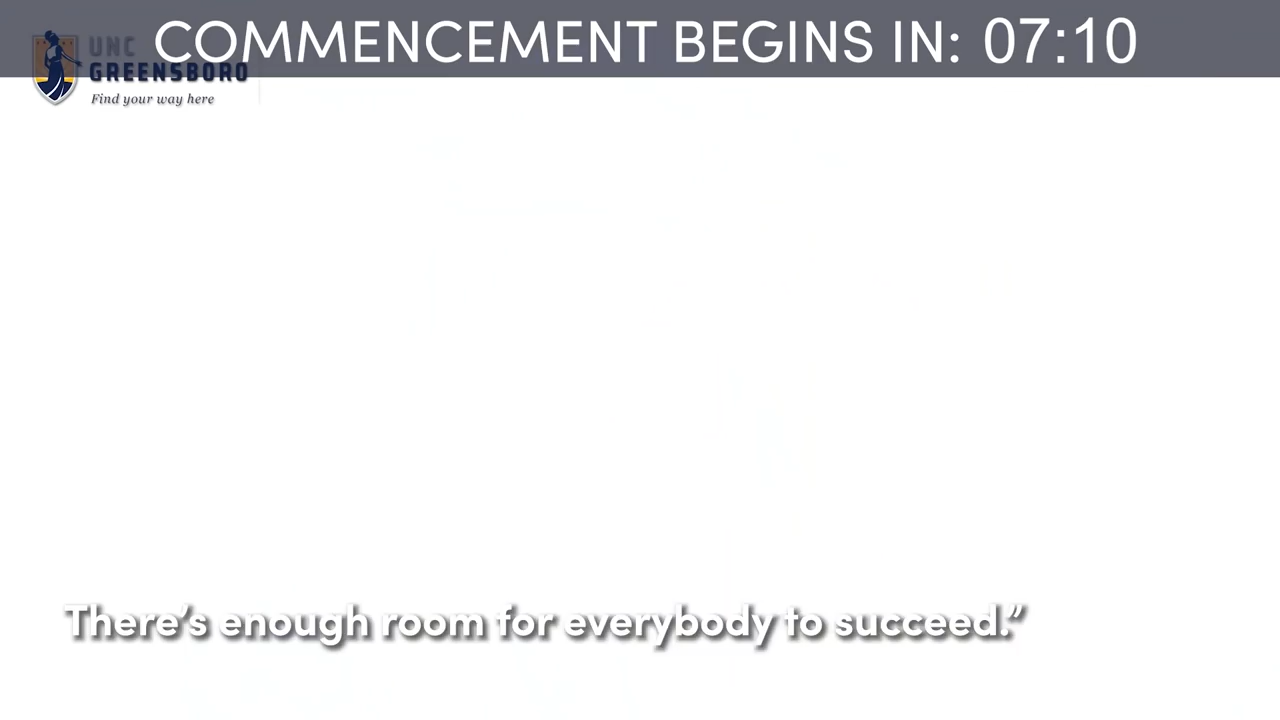 COMMENCEMENT BEGINS IN: 07:10
UNC
GREENSBORO
Find your way here
There's enough room for everybody to succeed.”